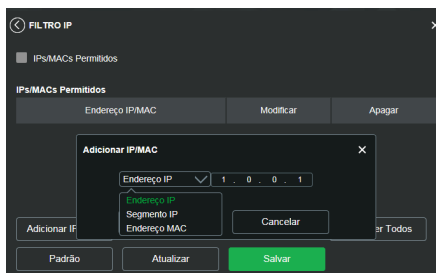 FILTRO IP
IPs/MACs Permitidos
IPs/MACs Permitidos
Endereço IP/MAC Modificar Apagar
Adicionar IP/MAC
Endereço IP 1 . 0 . 0 . 1
Endereço IP
Segmento IP
Endereço MAC
Cancelar
Adicionar IP Todos
Padrão Atualizar Salvar